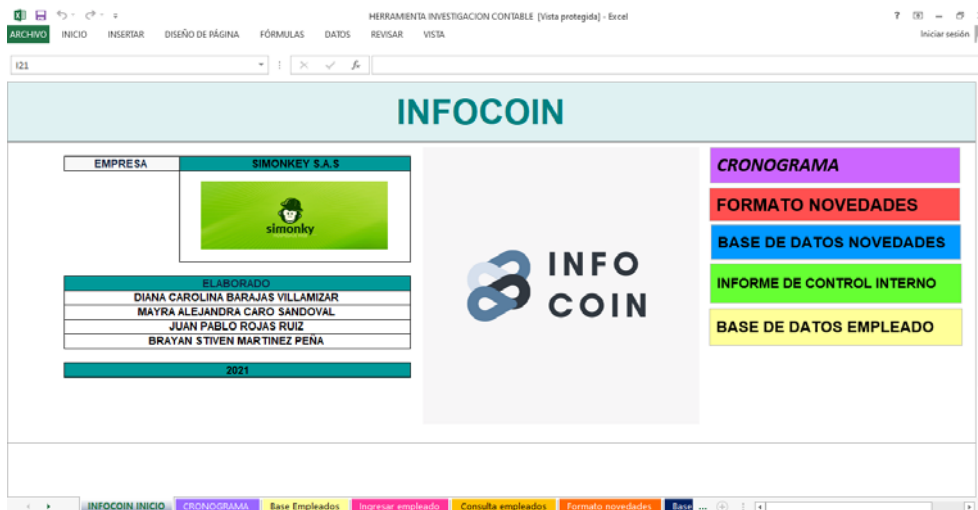 HERRAMIENTA INVESTIGACION CONTABLE [Vista protegida] - Excel
ARCHIVO INICIO INSERTAR DISEÑO DE PÁGINA FÓRMULAS DATOS REVISAR VISTA Iniciar sesión
I21 fx
INFOCOIN
EMPRESA SIMONKEY S.A.S
simonky
ELABORADO
DIANA CAROLINA BARAJAS VILLAMIZAR
MAYRA ALEJANDRA CARO SANDOVAL
JUAN PABLO ROJAS RUIZ
BRAYAN STIVEN MARTINEZ PEÑA
2021
INFO
COIN
CRONOGRAMA
FORMATO NOVEDADES
BASE DE DATOS NOVEDADES
INFORME DE CONTROL INTERNO
BASE DE DATOS EMPLEADO
INFOCOIN INICIO CRONOGRAMA Base Empleados Ingresar empleado Consulta empleados Formato novedades Base ...